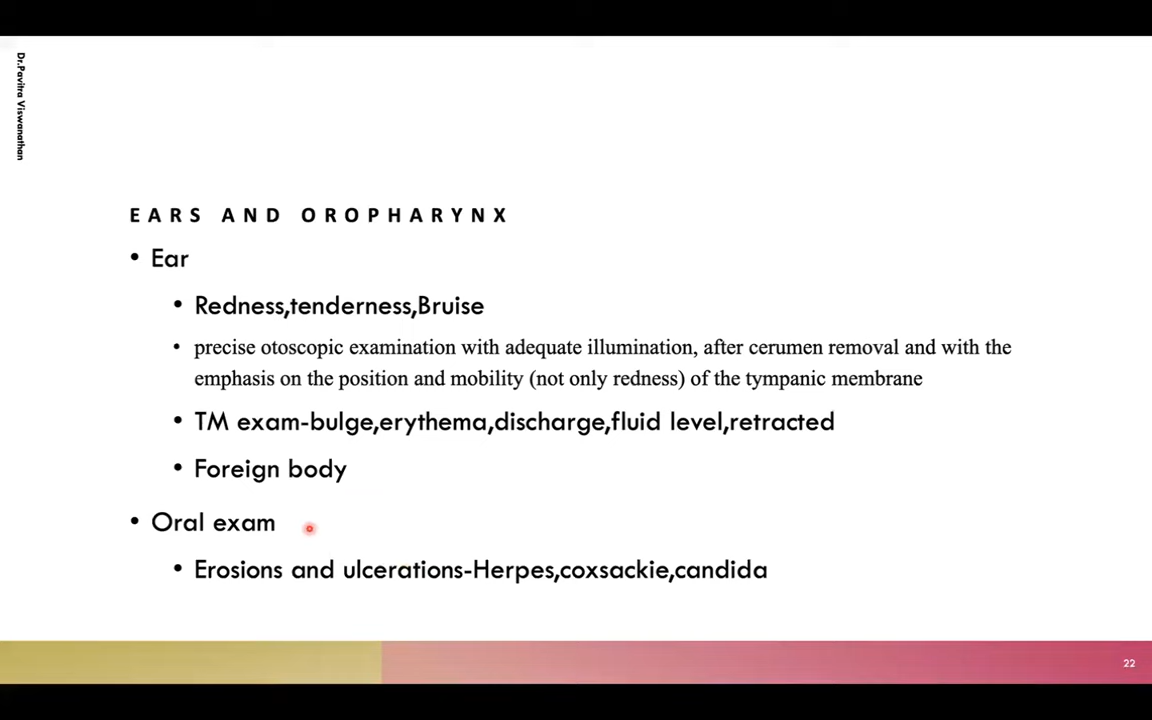 Dr.Pavitra Viswanathan
EARS AND OROPHARYNX
• Ear
• Redness,tenderness,Bruise
• precise otoscopic examination with adequate illumination, after cerumen removal and with the
emphasis on the position and mobility (not only redness) of the tympanic membrane
• TM exam-bulge,erythema,discharge,fluid level,retracted
• Foreign body
• Oral exam
• Erosions and ulcerations-Herpes,coxsackie,candida
22